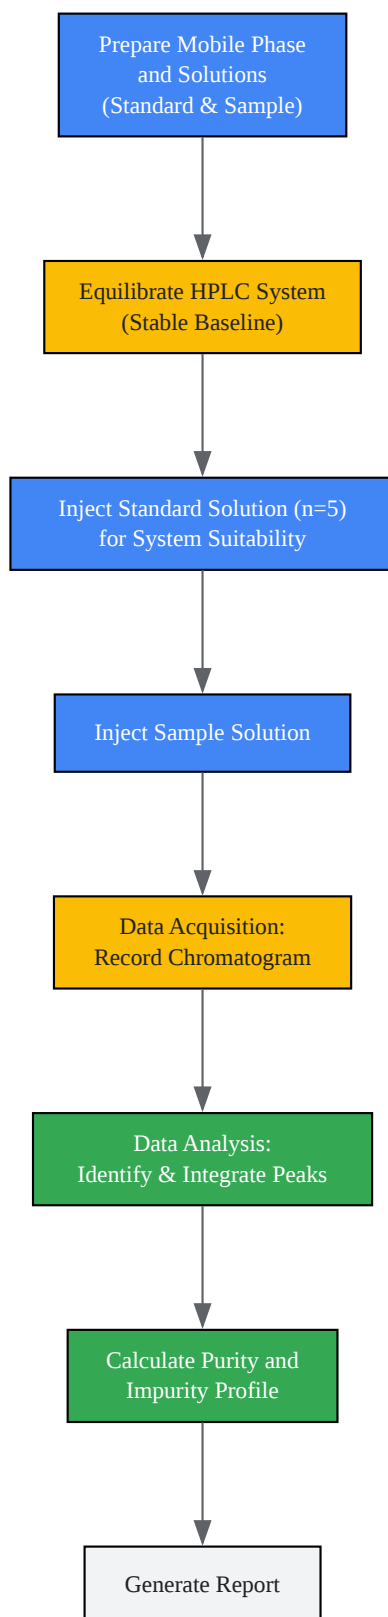 Prepare Mobile Phase
and Solutions
(Standard & Sample)
Equilibrate HPLC System
(Stable Baseline)
Inject Standard Solution (n=5)
for System Suitability
Inject Sample Solution
Data Acquisition:
Record Chromatogram
Data Analysis:
Identify & Integrate Peaks
Calculate Purity and
Impurity Profile
Generate Report